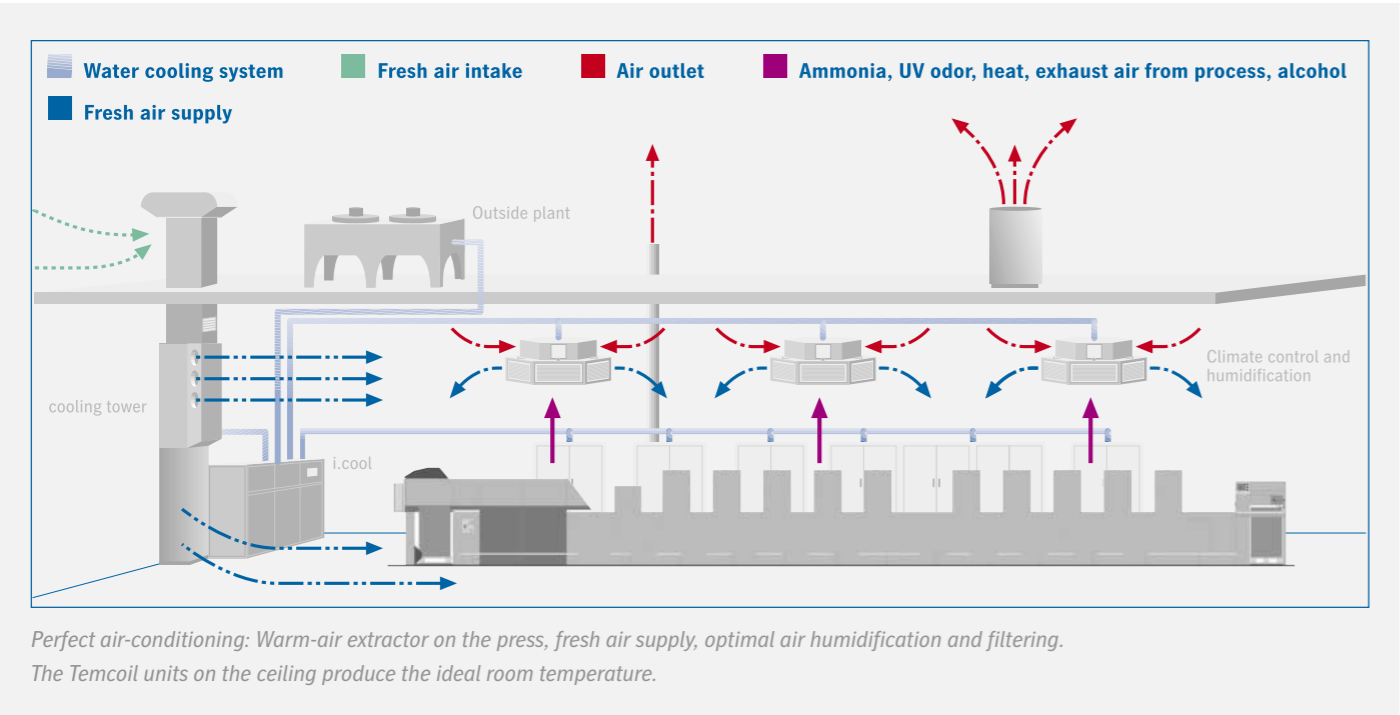 Water cooling system
Fresh air intake
Air outlet
Ammonia, UV odor, heat, exhaust air from process, alcohol
Fresh air supply
Outside plant
Climate control and
humidification
cooling tower
i.cool
Perfect air-conditioning: Warm-air extractor on the press, fresh air supply, optimal air humidification and filtering.
The Temcoil units on the ceiling produce the ideal room temperature.